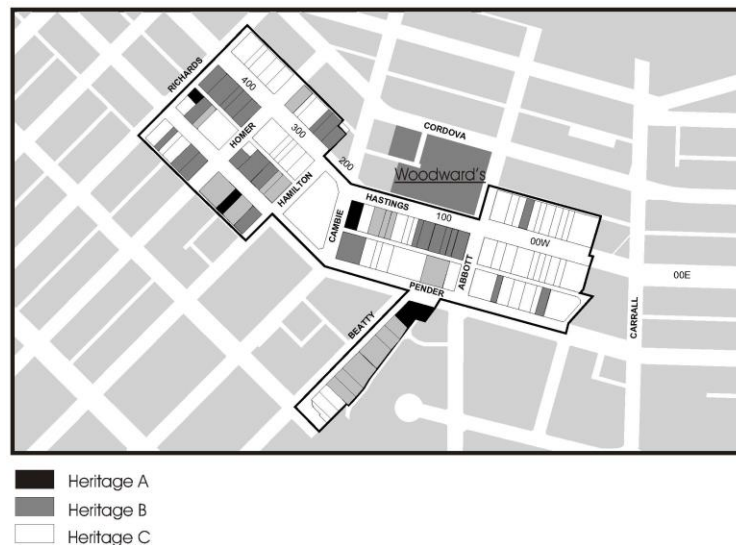 RICHARDS
400
HOMER
300
HAMILTON
200
CORDOVA
Woodward's
HASTINGS
100
CAMBIE
00W
ABBOTT
PENDER
BEATTY
00E
CARRALL
Heritage A
Heritage B
Heritage C